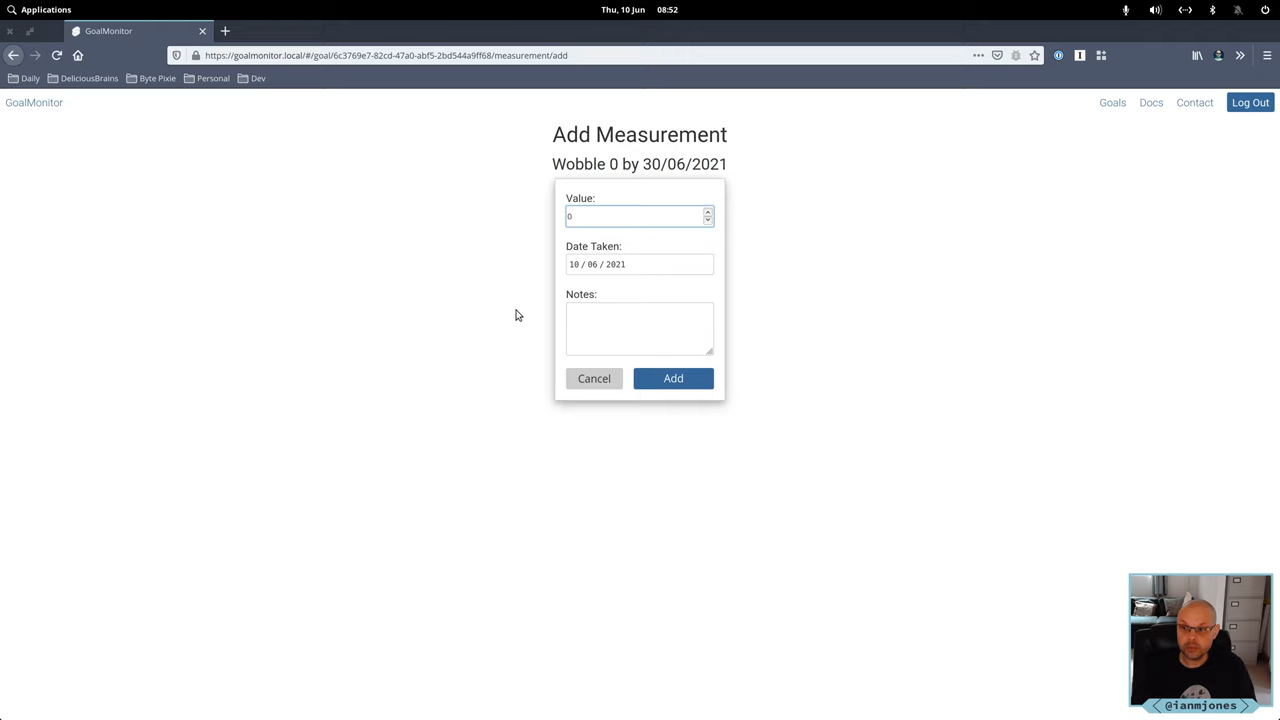 Applications
Thu, 10 Jun 08:52
GoalMonitor
https://goalmonitor.local/#/goal/6c3769e7-82cd-47a0-abf5-2bd544a9ff68/measurement/add
Daily DeliciousBrains Byte Pixie Personal Dev
GoalMonitor Goals Docs Contact Log Out
Add Measurement
Wobble 0 by 30/06/2021
Value:
0
Date Taken:
10 / 06 / 2021
Notes:
Cancel Add
@ianmjones